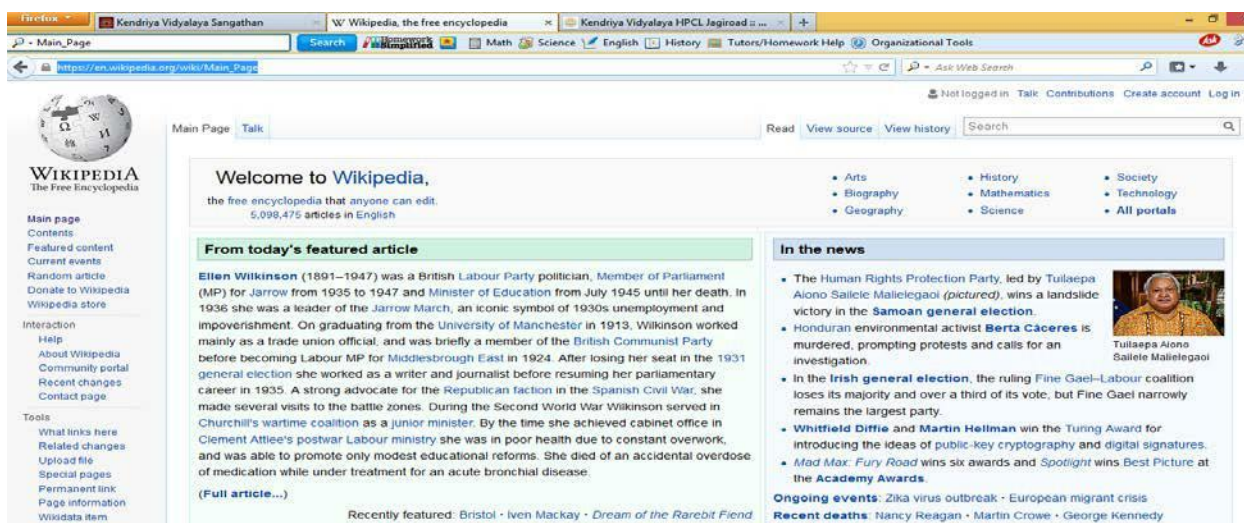 Firefox
Kendriya Vidyalaya Sangathan
W Wikipedia, the free encyclopedia
Kendriya Vidyalaya HPCL Jagiroad :: ...
Main_Page
Search
Homework Simplified
Math
Science
English
History
Tutors/Homework Help
Organizational Tools
Ask
https://en.wikipedia.org/wiki/Main_Page
Ask Web Search
Not logged in Talk Contributions Create account Log in
Main Page Talk
Read View source View history Search
WIKIPEDIA
The Free Encyclopedia
Main page
Contents
Featured content
Current events
Random article
Donate to Wikipedia
Wikipedia store
Interaction
Help
About Wikipedia
Community portal
Recent changes
Contact page
Tools
What links here
Related changes
Upload file
Special pages
Permanent link
Page information
Wikidata item
Welcome to Wikipedia,
the free encyclopedia that anyone can edit.
5,098,475 articles in English
• Arts
• Biography
• Geography
• History
• Mathematics
• Science
• Society
• Technology
• All portals
From today's featured article
Ellen Wilkinson (1891–1947) was a British Labour Party politician, Member of Parliament
(MP) for Jarrow from 1935 to 1947 and Minister of Education from July 1945 until her death. In
1936 she was a leader of the Jarrow March, an iconic symbol of 1930s unemployment and
impoverishment. On graduating from the University of Manchester in 1913, Wilkinson worked
mainly as a trade union official, and was briefly a member of the British Communist Party
before becoming Labour MP for Middlesbrough East in 1924. After losing her seat in the 1931
general election she worked as a writer and journalist before resuming her parliamentary
career in 1935. A strong advocate for the Republican faction in the Spanish Civil War, she
made several visits to the battle zones. During the Second World War Wilkinson served in
Churchill's wartime coalition as a junior minister. By the time she achieved cabinet office in
Clement Attlee's postwar Labour ministry she was in poor health due to constant overwork,
and was able to promote only modest educational reforms. She died of an accidental overdose
of medication while under treatment for an acute bronchial disease.
(Full article...)
Recently featured: Bristol · Iven Mackay · Dream of the Rarebit Fiend
In the news
• The Human Rights Protection Party, led by Tuilaepa
Aiono Sailele Malielegaoi (pictured), wins a landslide
victory in the Samoan general election.
• Honduran environmental activist Berta Cáceres is
murdered, prompting protests and calls for an
investigation.
Tuilaepa Aiono
Sailele Malielegaoi
• In the Irish general election, the ruling Fine Gael–Labour coalition
loses its majority and over a third of its vote, but Fine Gael narrowly
remains the largest party.
• Whitfield Diffie and Martin Hellman win the Turing Award for
introducing the ideas of public-key cryptography and digital signatures.
• Mad Max: Fury Road wins six awards and Spotlight wins Best Picture at
the Academy Awards.
Ongoing events: Zika virus outbreak · European migrant crisis
Recent deaths: Nancy Reagan · Martin Crowe · George Kennedy